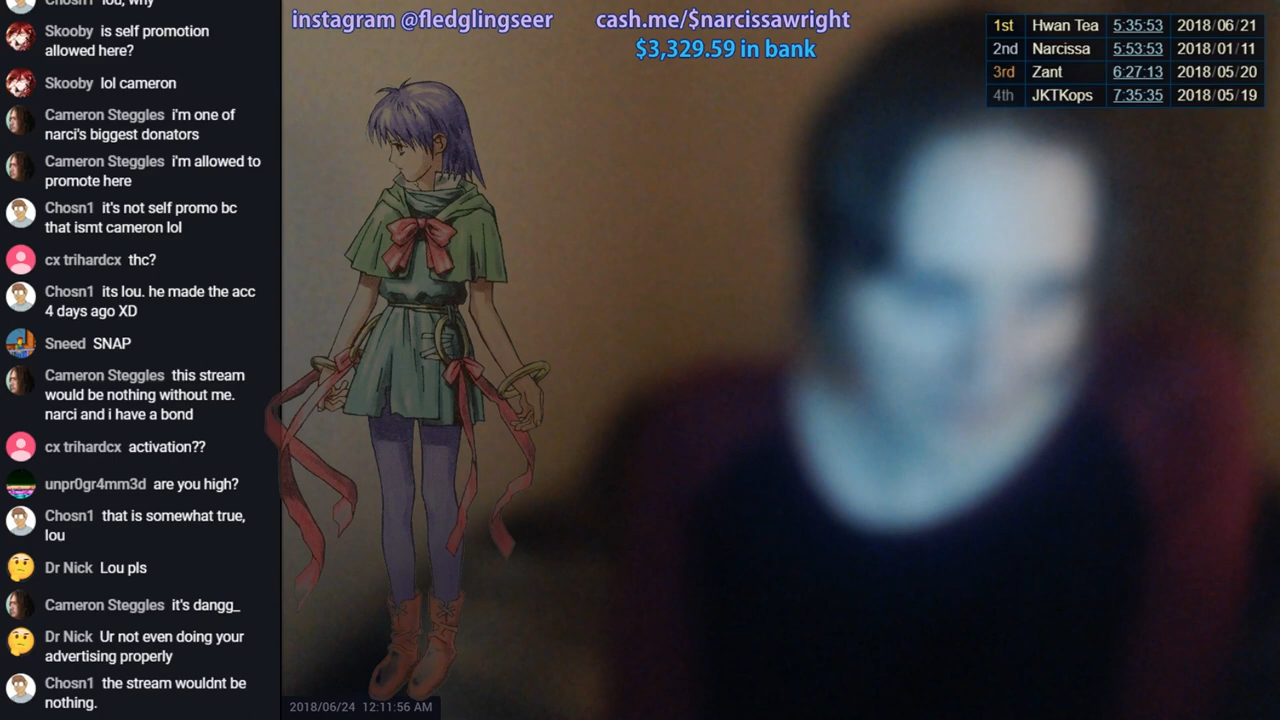 Chosn1 lou, why
Skooby is self promotion
allowed here?
Skooby lol cameron
Cameron Steggles i'm one of
narci's biggest donators
Cameron Steggles i'm allowed to
promote here
Chosn1 it's not self promo bc
that ismt cameron lol
cx trihardcx thc?
Chosn1 its lou. he made the acc
4 days ago XD
Sneed SNAP
Cameron Steggles this stream
would be nothing without me.
narci and i have a bond
cx trihardcx activation??
unpr0gr4mm3d are you high?
Chosn1 that is somewhat true,
lou
Dr Nick Lou pls
Cameron Steggles it's dangg_
Dr Nick Ur not even doing your
advertising properly
Chosn1 the stream wouldnt be
nothing.
instagram @fledglingseer
cash.me/$narcissawright
$3,329.59 in bank
1st Hwan Tea 5:35:53 2018/06/21
2nd Narcissa 5:53:53 2018/01/11
3rd Zant 6:27:13 2018/05/20
4th JKTKops 7:35:35 2018/05/19
2018/06/24 12:11:56 AM